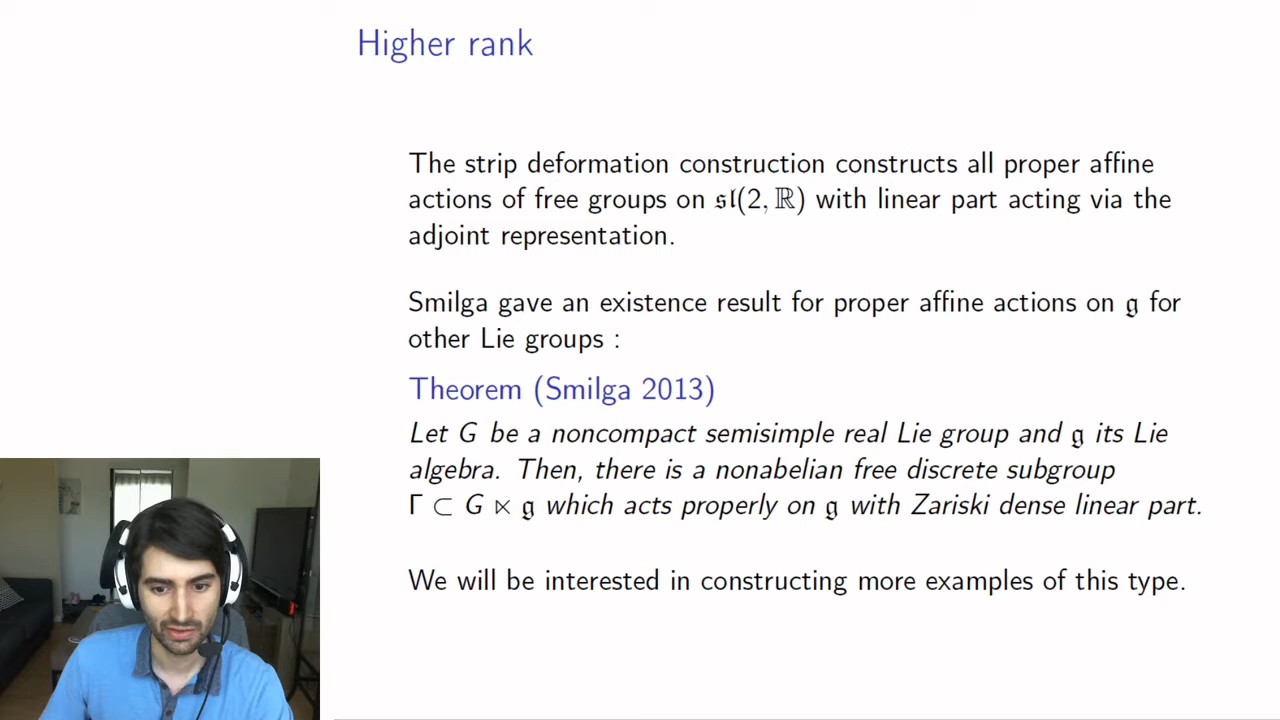 Higher rank
The strip deformation construction constructs all proper affine
actions of free groups on 𝔰𝔩(2, ℝ) with linear part acting via the
adjoint representation.
Smilga gave an existence result for proper affine actions on 𝔤 for
other Lie groups :
Theorem (Smilga 2013)
Let G be a noncompact semisimple real Lie group and 𝔤 its Lie
algebra. Then, there is a nonabelian free discrete subgroup
Γ ⊂ G ⋉ 𝔤 which acts properly on 𝔤 with Zariski dense linear part.
We will be interested in constructing more examples of this type.